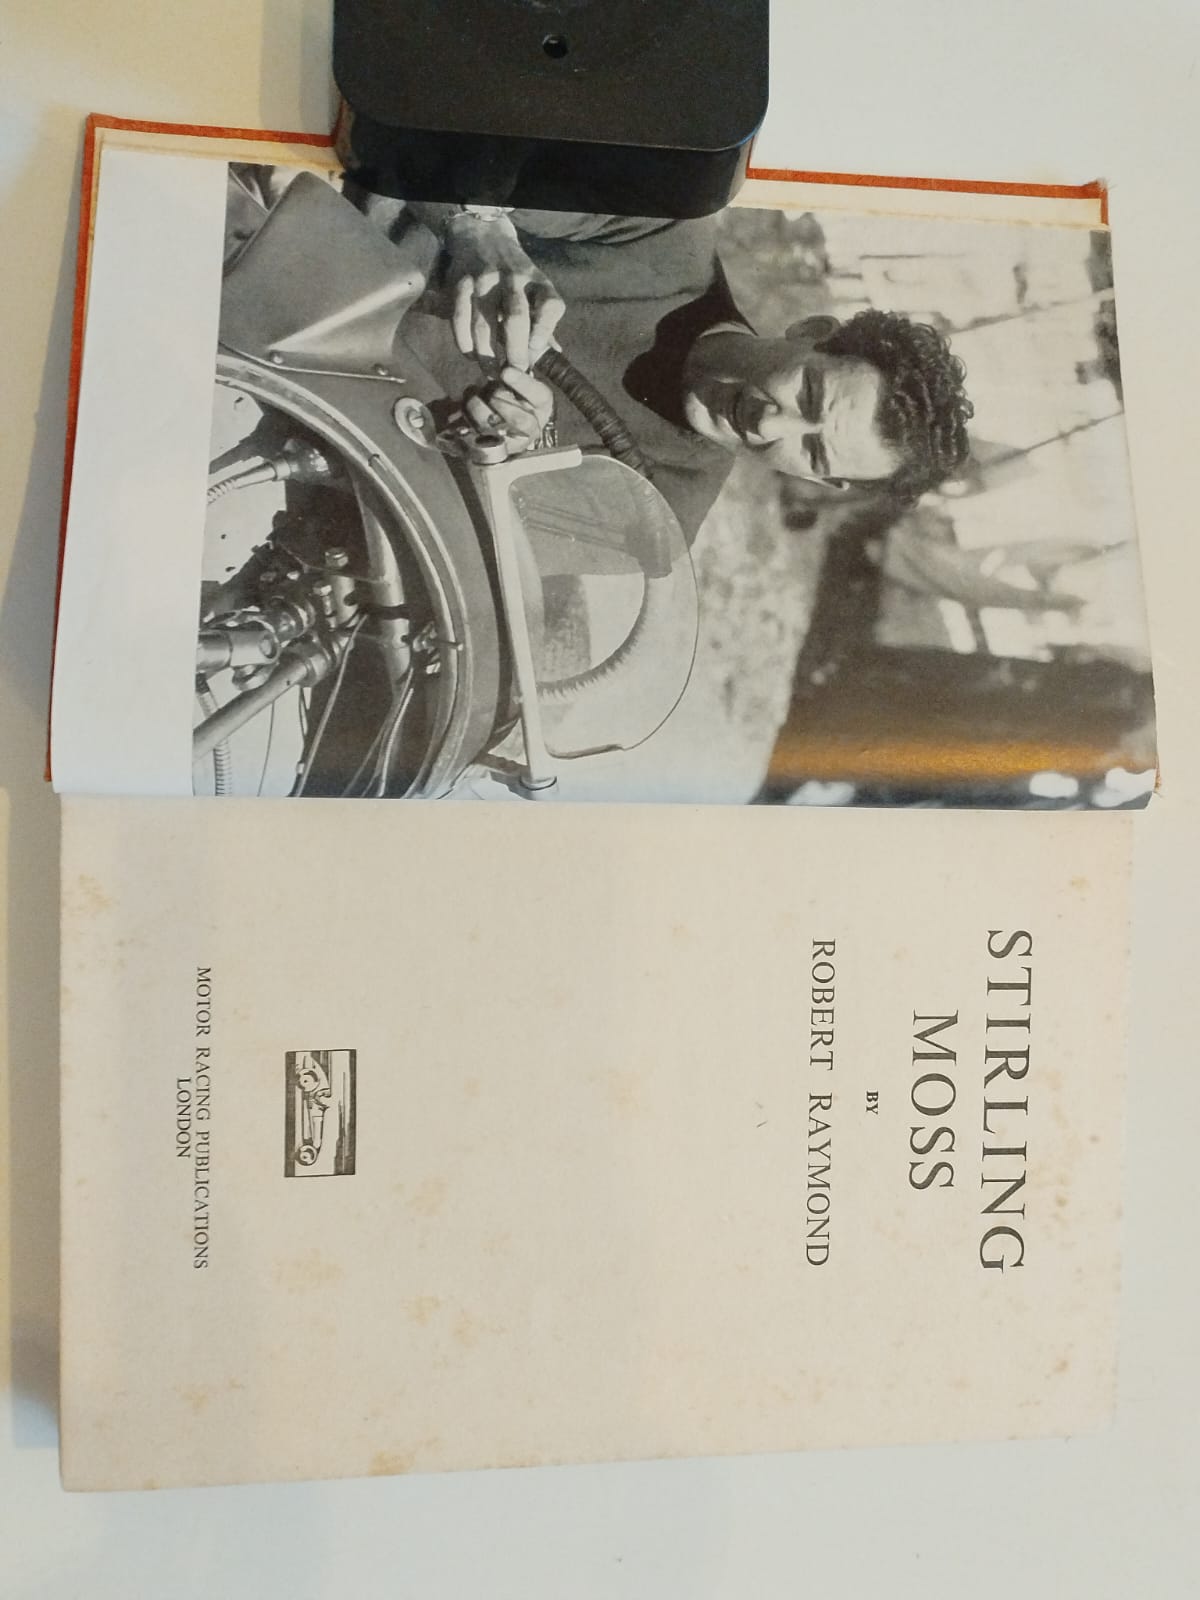 STIRLING
MOSS
BY
ROBERT RAYMOND
MOTOR RACING PUBLICATIONS
LONDON